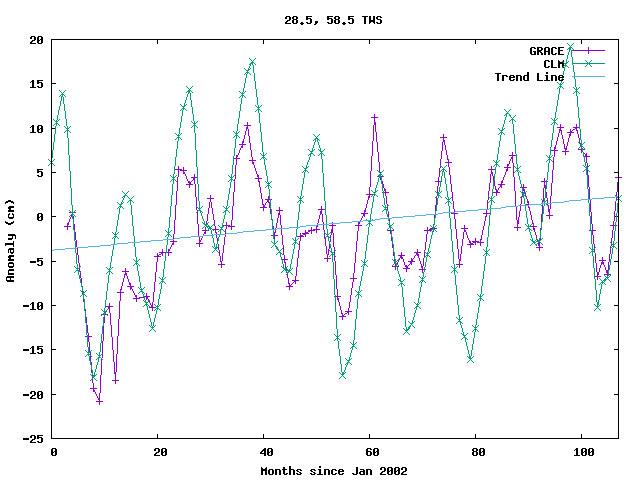 28.5, 58.5 TWS
GRACE
CLM
Trend Line
20
15
10
5
0
-5
-10
-15
-20
-25
Anomaly (cm)
0 20 40 60 80 100
Months since Jan 2002